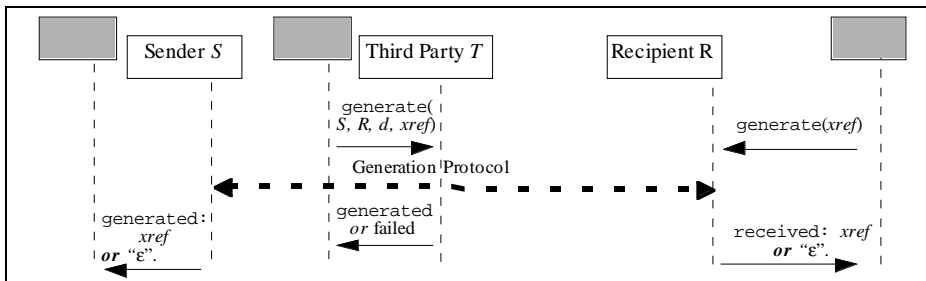 Sender S
Third Party T
Recipient R
generate(
S, R, d, xref)
generate(xref)
Generation Protocol
generated:
xref
or “ε”.
generated
or failed
received: xref
or “ε”.